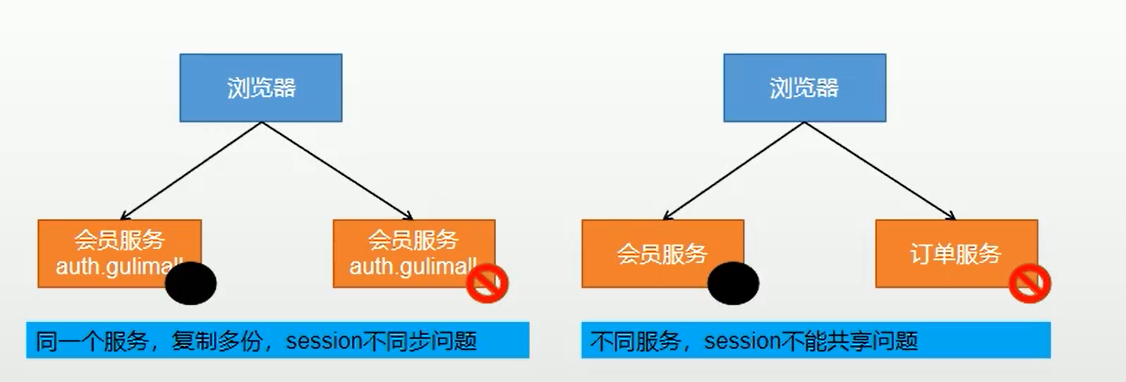 浏览器
浏览器
会员服务
auth.gulimall
会员服务
auth.gulimall
会员服务
订单服务
同一个服务，复制多份，session不同步问题
不同服务，session不能共享问题